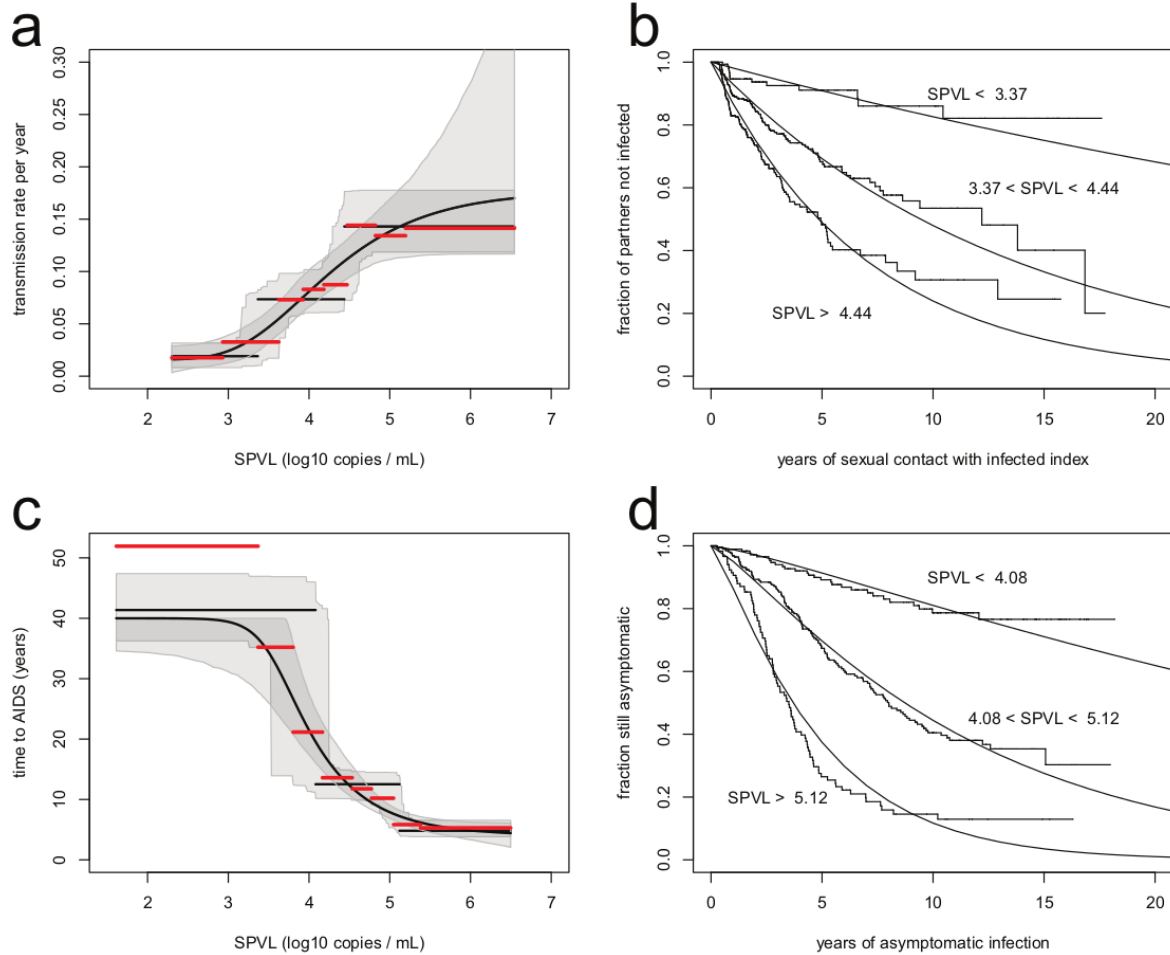 a
transmission rate per year
0.00 0.05 0.10 0.15 0.20 0.25 0.30
2 3 4 5 6 7
SPVL (log10 copies / mL)
b
fraction of partners not infected
0.0 0.2 0.4 0.6 0.8 1.0
SPVL < 3.37
3.37 < SPVL < 4.44
SPVL > 4.44
0 5 10 15 20
years of sexual contact with infected index
c
time to AIDS (years)
0 10 20 30 40 50
2 3 4 5 6 7
SPVL (log10 copies / mL)
d
fraction still asymptomatic
0.0 0.2 0.4 0.6 0.8 1.0
SPVL < 4.08
4.08 < SPVL < 5.12
SPVL > 5.12
0 5 10 15 20
years of asymptomatic infection